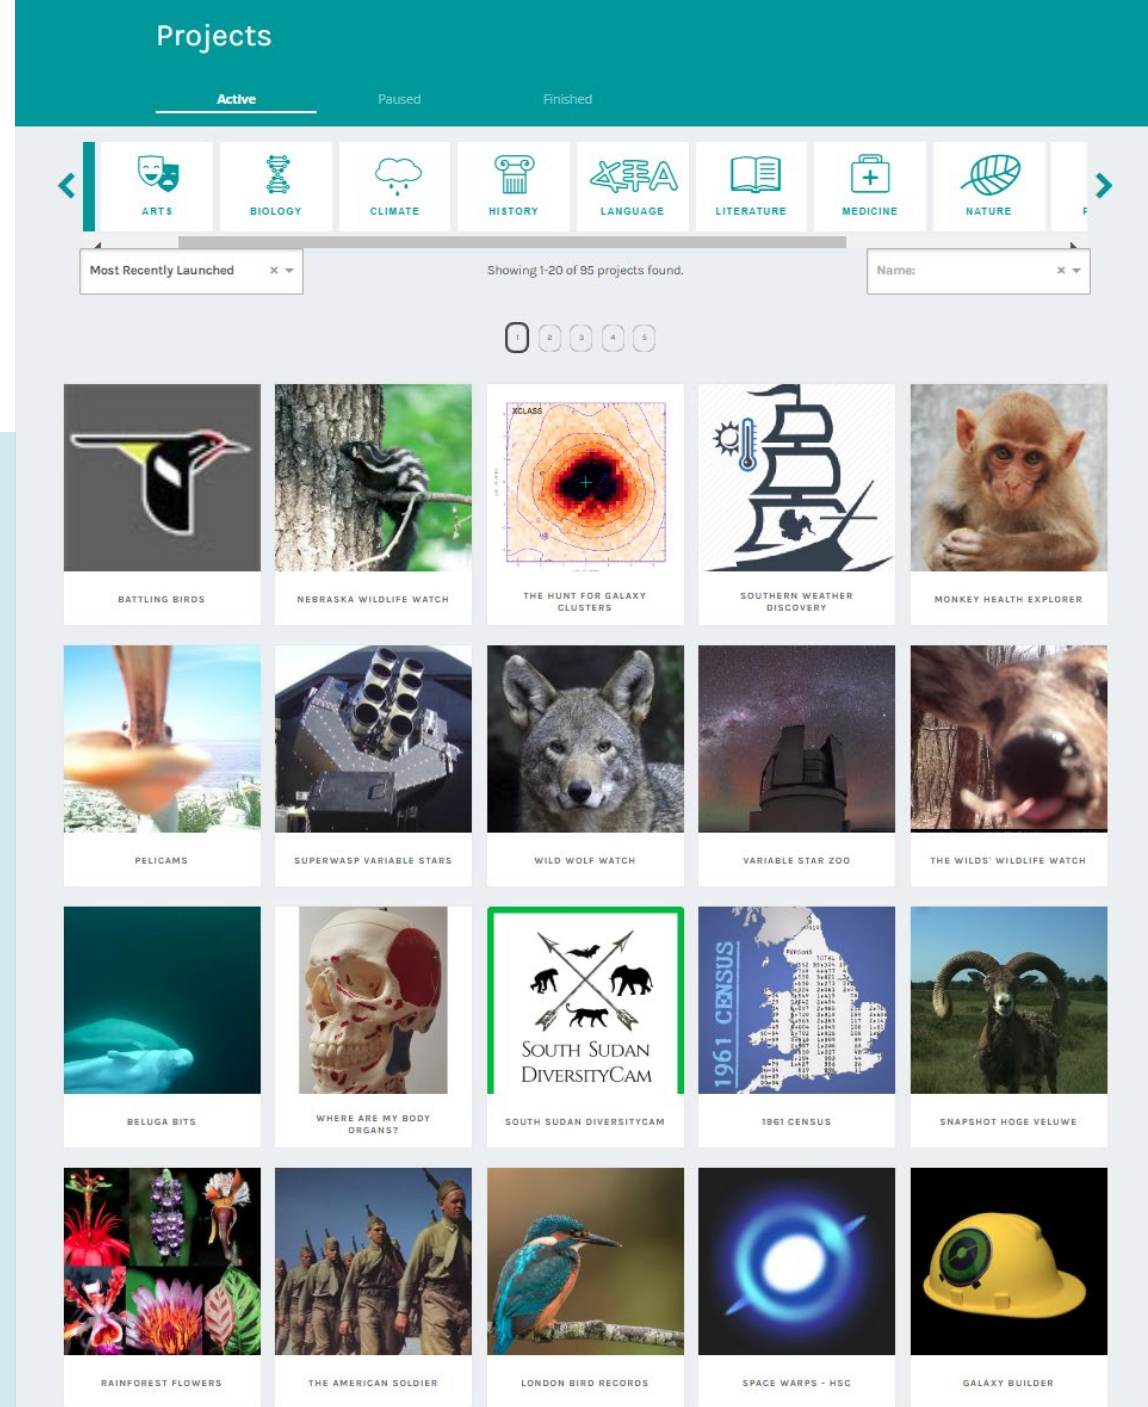 Projects
Active
Paused
Finished
ARTS
BIOLOGY
CLIMATE
HISTORY
LANGUAGE
LITERATURE
MEDICINE
NATURE
Most Recently Launched
Showing 1-20 of 95 projects found.
Name:
1 2 3 4 5
XCLASS
BATTLING BIRDS
NEBRASKA WILDLIFE WATCH
THE HUNT FOR GALAXY
CLUSTERS
SOUTHERN WEATHER
DISCOVERY
MONKEY HEALTH EXPLORER
PELICAMS
SUPERWASP VARIABLE STARS
WILD WOLF WATCH
VARIABLE STAR ZOO
THE WILDS' WILDLIFE WATCH
SOUTH SUDAN
DIVERSITYCAM
1961 CENSUS
PERSONS
TOTAL
BELUGA BITS
WHERE ARE MY BODY
ORGANS?
SOUTH SUDAN DIVERSITYCAM
1961 CENSUS
SNAPSHOT HOGE VELUWE
RAINFOREST FLOWERS
THE AMERICAN SOLDIER
LONDON BIRD RECORDS
SPACE WARPS - HSC
GALAXY BUILDER